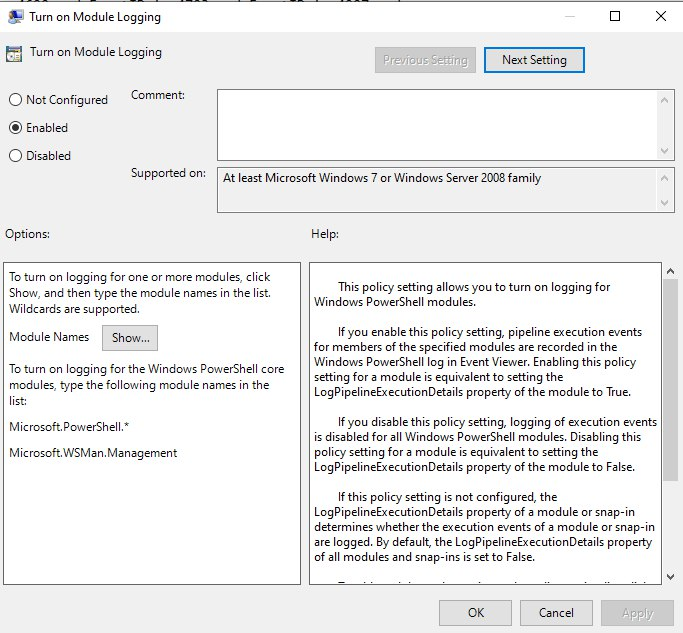 Turn on Module Logging
Turn on Module Logging
Previous Setting
Next Setting
Not Configured
Comment:
Enabled
Disabled
Supported on:
At least Microsoft Windows 7 or Windows Server 2008 family
Options:
Help:
To turn on logging for one or more modules, click
Show, and then type the module names in the list.
Wildcards are supported.
Module Names
Show...
To turn on logging for the Windows PowerShell core
modules, type the following module names in the
list:
Microsoft.PowerShell.*
Microsoft.WSMan.Management
This policy setting allows you to turn on logging for
Windows PowerShell modules.
If you enable this policy setting, pipeline execution events
for members of the specified modules are recorded in the
Windows PowerShell log in Event Viewer. Enabling this policy
setting for a module is equivalent to setting the
LogPipelineExecutionDetails property of the module to True.
If you disable this policy setting, logging of execution events
is disabled for all Windows PowerShell modules. Disabling this
policy setting for a module is equivalent to setting the
LogPipelineExecutionDetails property of the module to False.
If this policy setting is not configured, the
LogPipelineExecutionDetails property of a module or snap-in
determines whether the execution events of a module or snap-in
are logged. By default, the LogPipelineExecutionDetails property
of all modules and snap-ins is set to False.
OK
Cancel
Apply